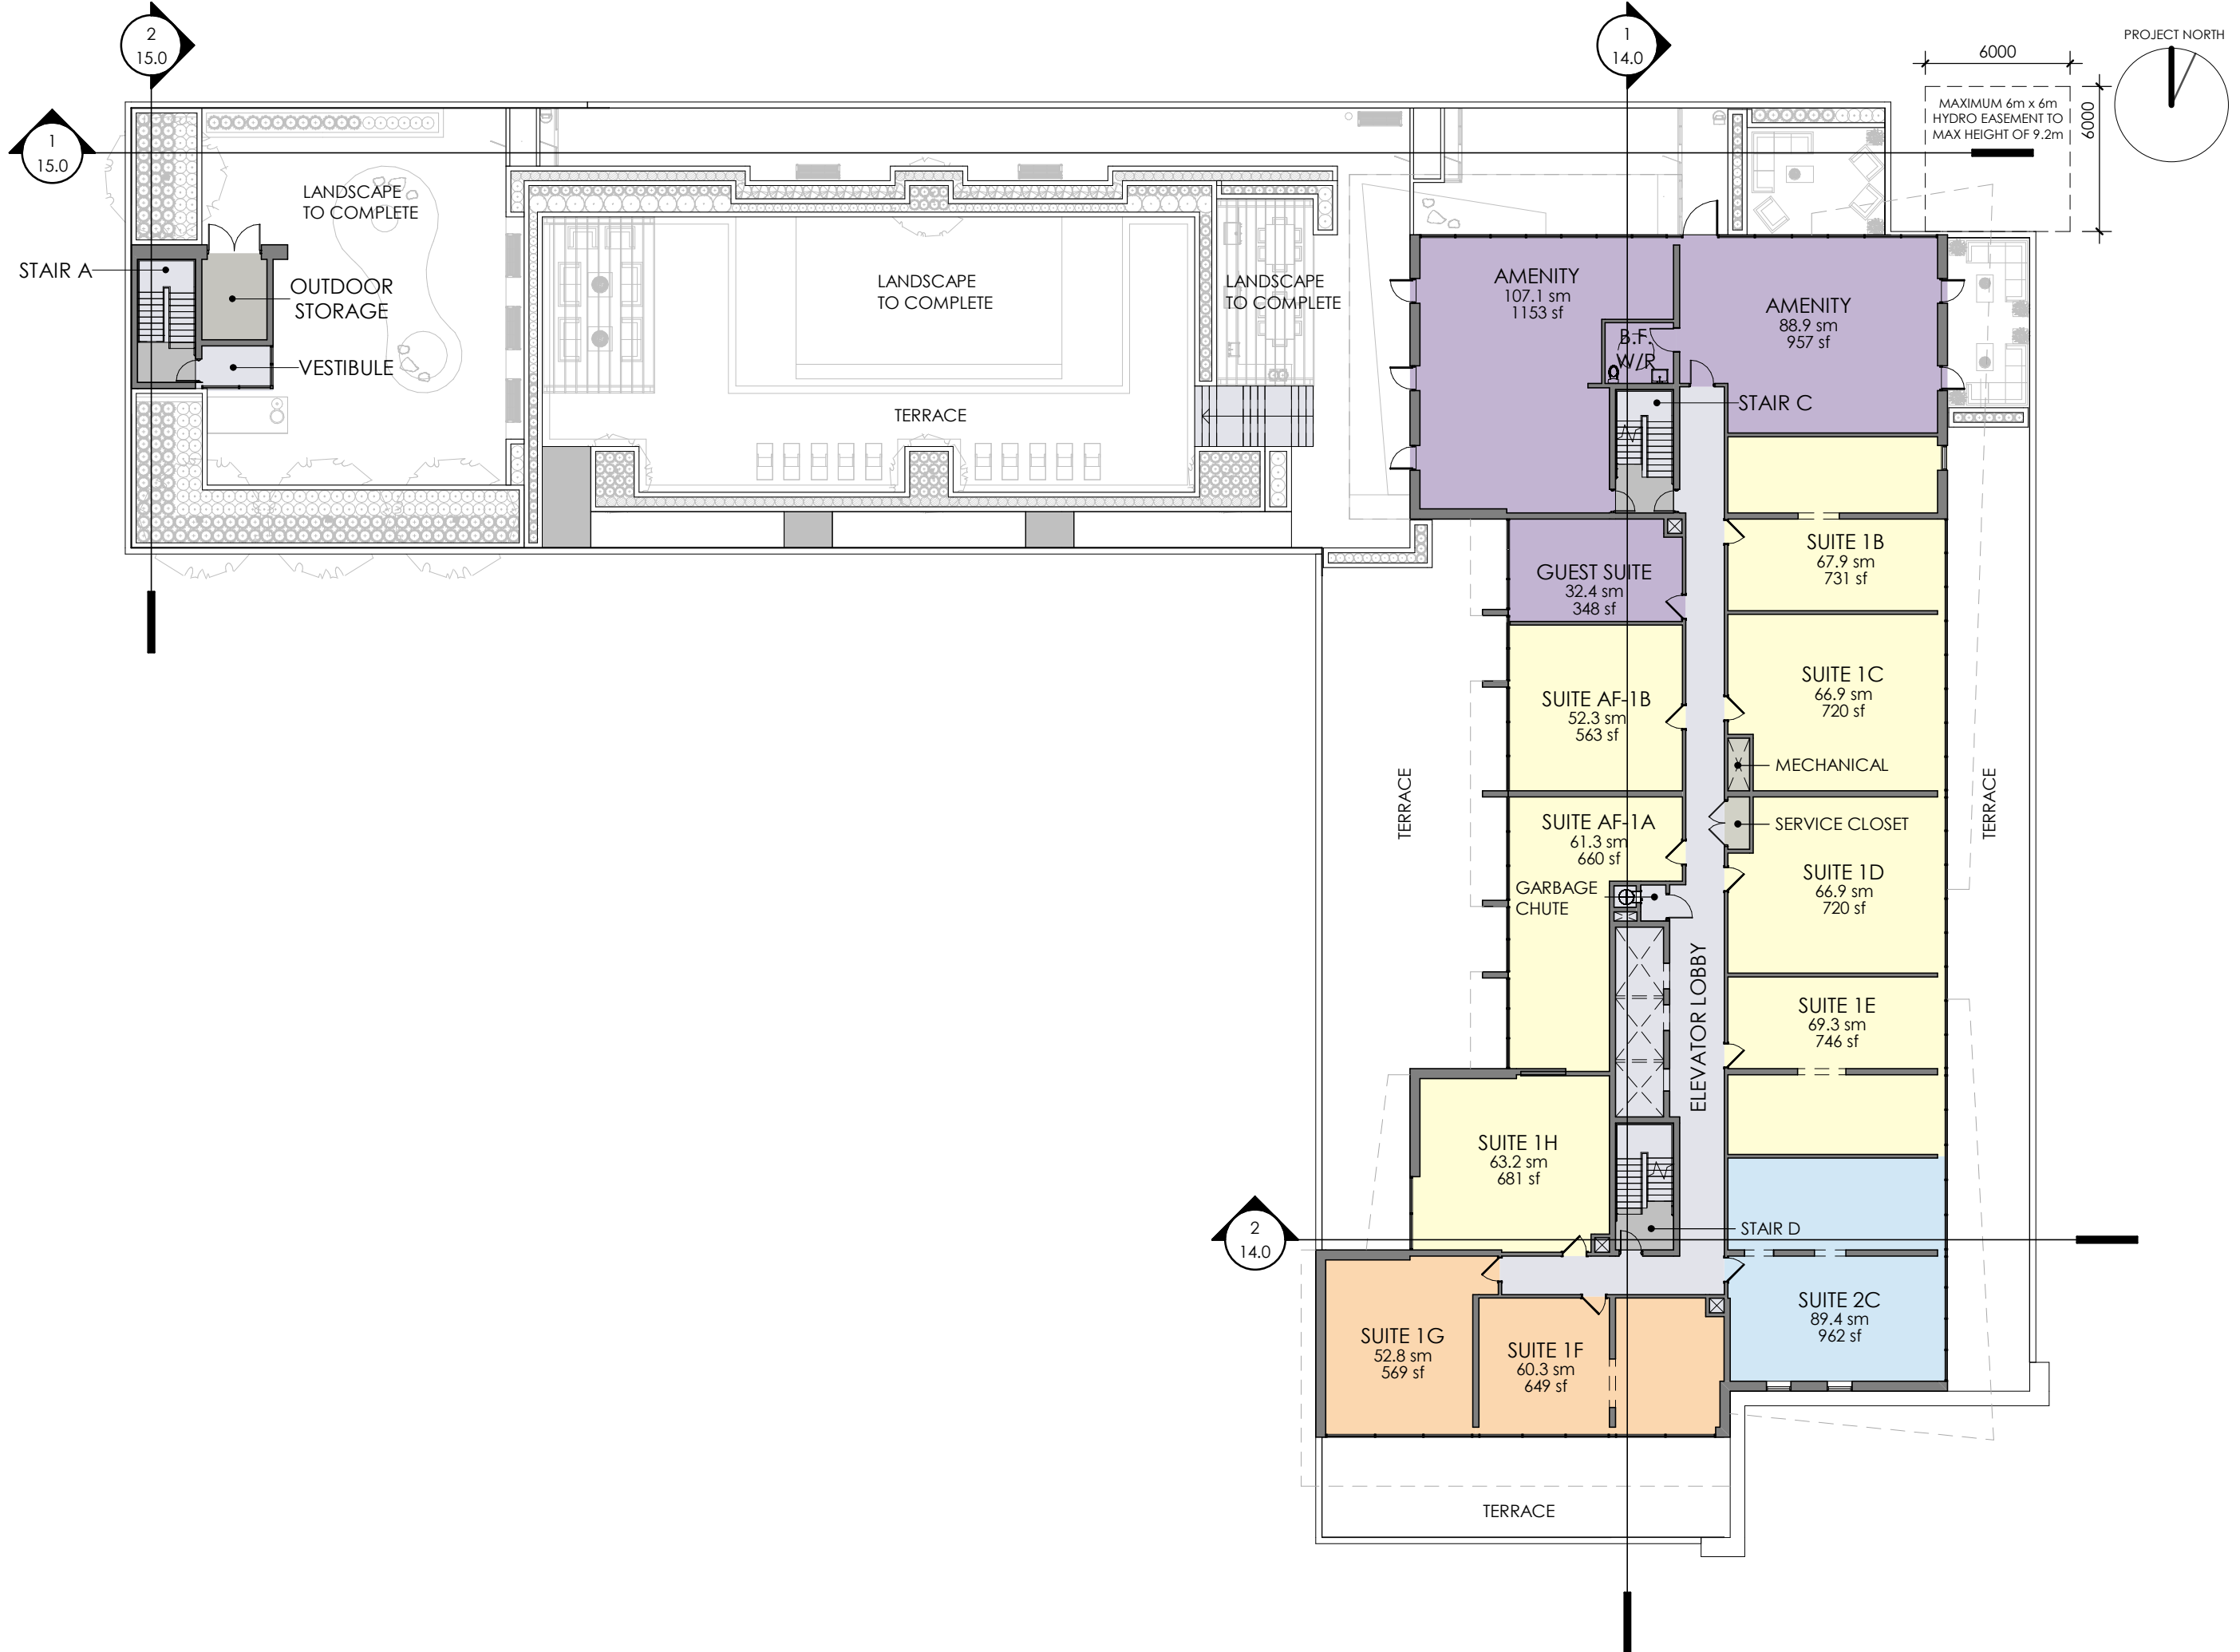 2
15.0
1
14.0
PROJECT NORTH
6000
MAXIMUM 6m x 6m
HYDRO EASEMENT TO
MAX HEIGHT OF 9.2m
6000
1
15.0
LANDSCAPE
TO COMPLETE
STAIR A
OUTDOOR
STORAGE
VESTIBULE
LANDSCAPE
TO COMPLETE
LANDSCAPE
TO COMPLETE
TERRACE
AMENITY
107.1 sm
1153 sf
AMENITY
88.9 sm
957 sf
B.F.
W/R
STAIR C
GUEST SUITE
32.4 sm
348 sf
SUITE 1B
67.9 sm
731 sf
SUITE AF-1B
52.3 sm
563 sf
SUITE 1C
66.9 sm
720 sf
MECHANICAL
TERRACE
TERRACE
SUITE AF-1A
61.3 sm
660 sf
SERVICE CLOSET
GARBAGE
CHUTE
SUITE 1D
66.9 sm
720 sf
ELEVATOR LOBBY
SUITE 1E
69.3 sm
746 sf
SUITE 1H
63.2 sm
681 sf
2
14.0
STAIR D
SUITE 2C
89.4 sm
962 sf
SUITE 1G
52.8 sm
569 sf
SUITE 1F
60.3 sm
649 sf
TERRACE